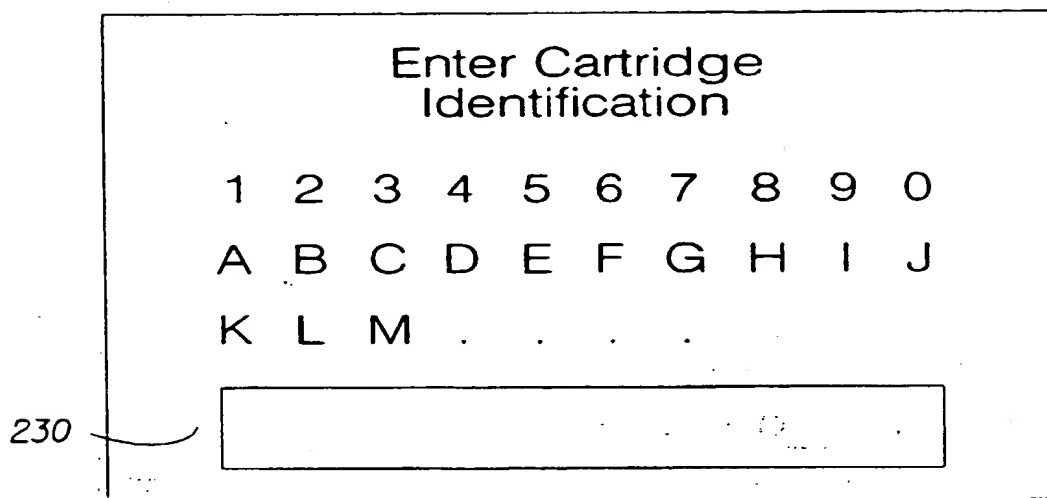 Enter Cartridge
Identification
1 2 3 4 5 6 7 8 9 0
A B C D E F G H I J
K L M . . . .
230